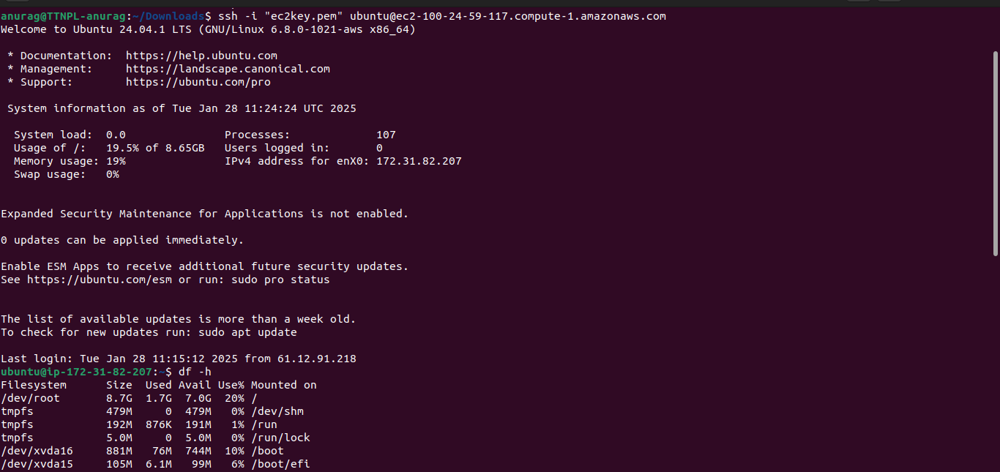 anurag@TTNPL-anurag:~/Downloads$ ssh -i "ec2key.pem" ubuntu@ec2-100-24-59-117.compute-1.amazonaws.com
Welcome to Ubuntu 24.04.1 LTS (GNU/Linux 6.8.0-1021-aws x86_64)

 * Documentation:  https://help.ubuntu.com
 * Management:     https://landscape.canonical.com
 * Support:        https://ubuntu.com/pro

 System information as of Tue Jan 28 11:24:24 UTC 2025

  System load:  0.0               Processes:             107
  Usage of /:   19.5% of 8.65GB   Users logged in:       0
  Memory usage: 19%               IPv4 address for enX0: 172.31.82.207
  Swap usage:   0%

Expanded Security Maintenance for Applications is not enabled.

0 updates can be applied immediately.

Enable ESM Apps to receive additional future security updates.
See https://ubuntu.com/esm or run: sudo pro status

The list of available updates is more than a week old.
To check for new updates run: sudo apt update

Last login: Tue Jan 28 11:15:12 2025 from 61.12.91.218
ubuntu@ip-172-31-82-207:~$ df -h
Filesystem      Size  Used Avail Use% Mounted on
/dev/root       8.7G  1.7G  7.0G  20% /
tmpfs           479M     0  479M   0% /dev/shm
tmpfs           192M  876K  191M   1% /run
tmpfs           5.0M     0  5.0M   0% /run/lock
/dev/xvda16     881M   76M  744M  10% /boot
/dev/xvda15     105M  6.1M   99M   6% /boot/efi